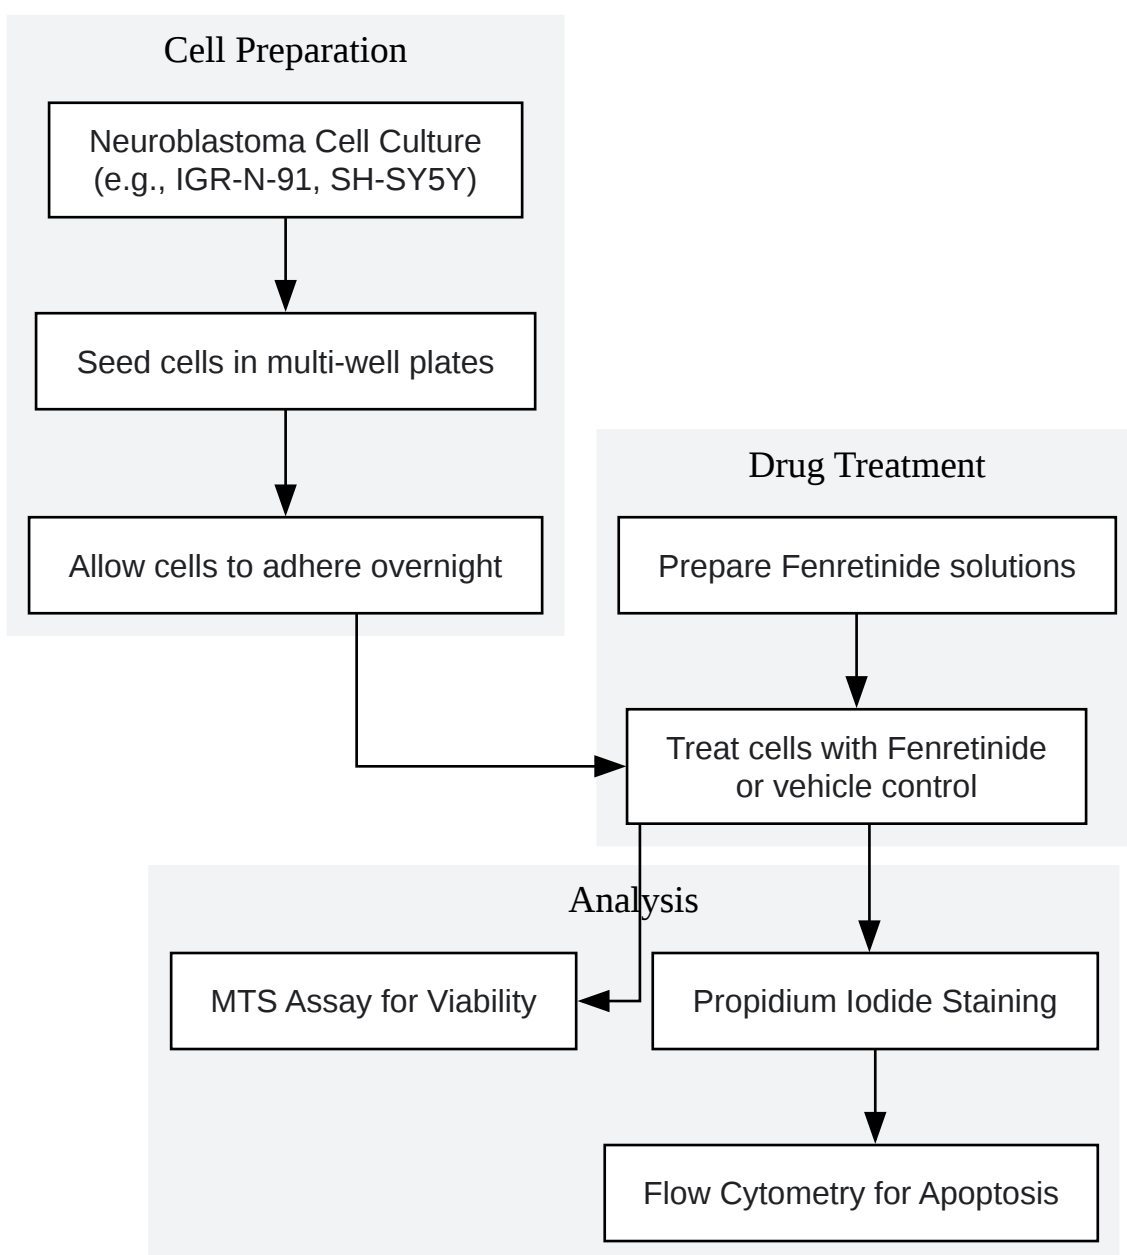 Cell Preparation
Neuroblastoma Cell Culture
(e.g., IGR-N-91, SH-SY5Y)
Seed cells in multi-well plates
Allow cells to adhere overnight
Drug Treatment
Prepare Fenretinide solutions
Treat cells with Fenretinide
or vehicle control
Analysis
MTS Assay for Viability
Propidium Iodide Staining
Flow Cytometry for Apoptosis